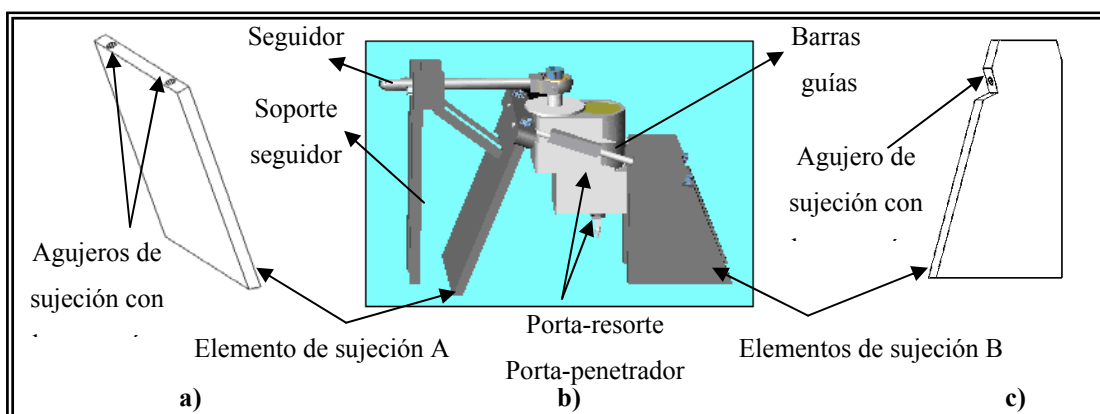 Seguidor
Soporte
seguidor
Barras
guías
Agujero de
sujeción con
Agujeros de
sujeción con
Elemento de sujeción A
Porta-resorte
Porta-penetrador
Elementos de sujeción B
a)
b)
c)